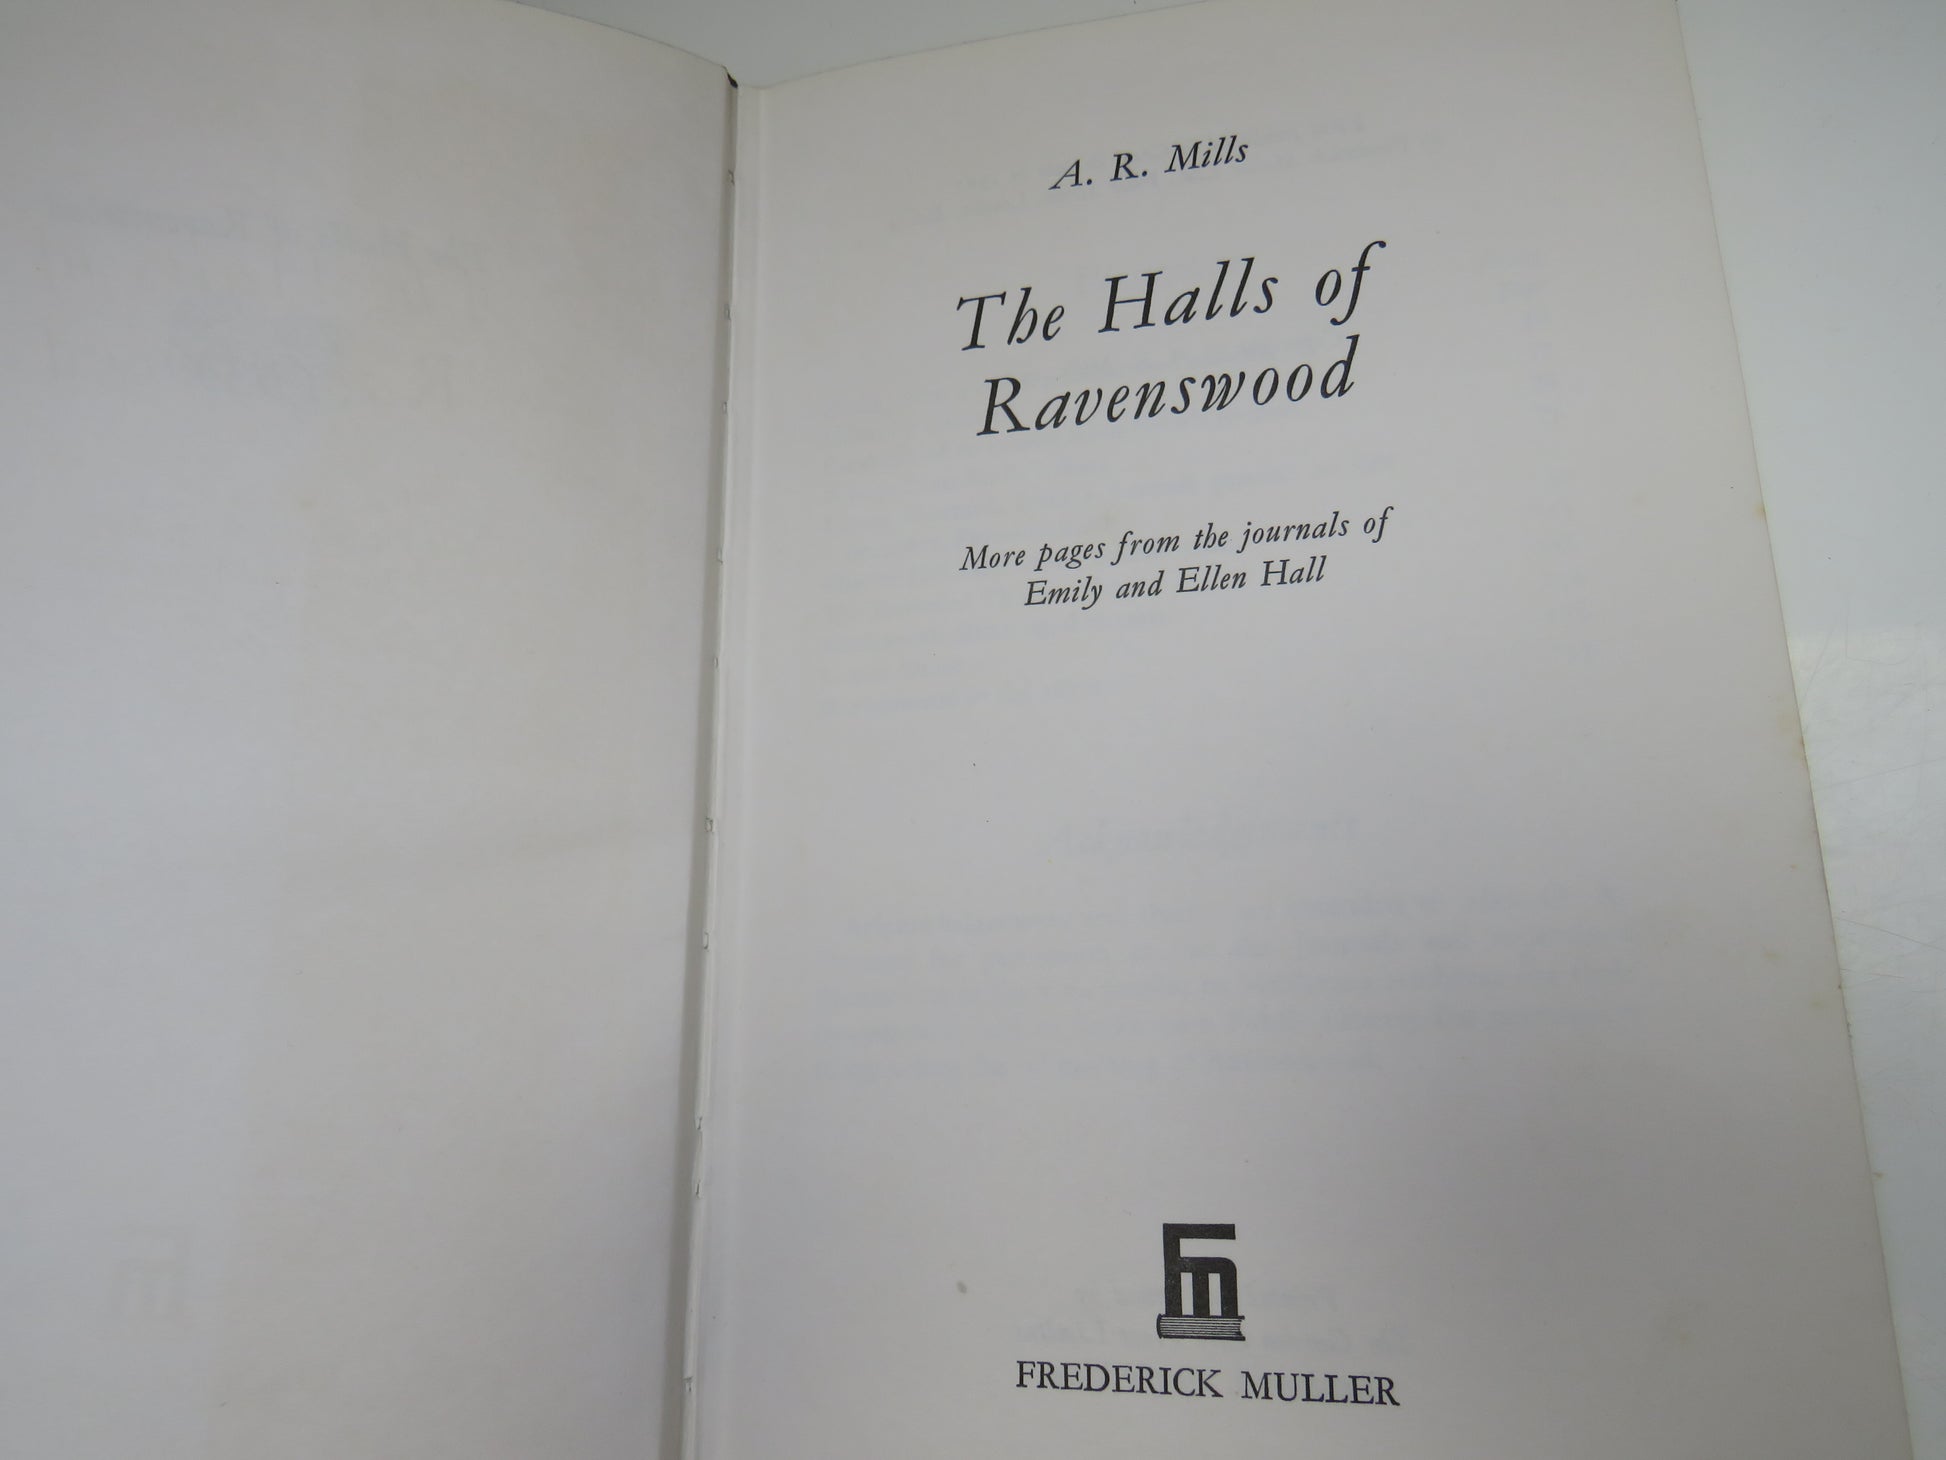 A. R. Mills
The Halls of
Ravenswood
More pages from the journals of
Emily and Ellen Hall
FREDERICK MULLER